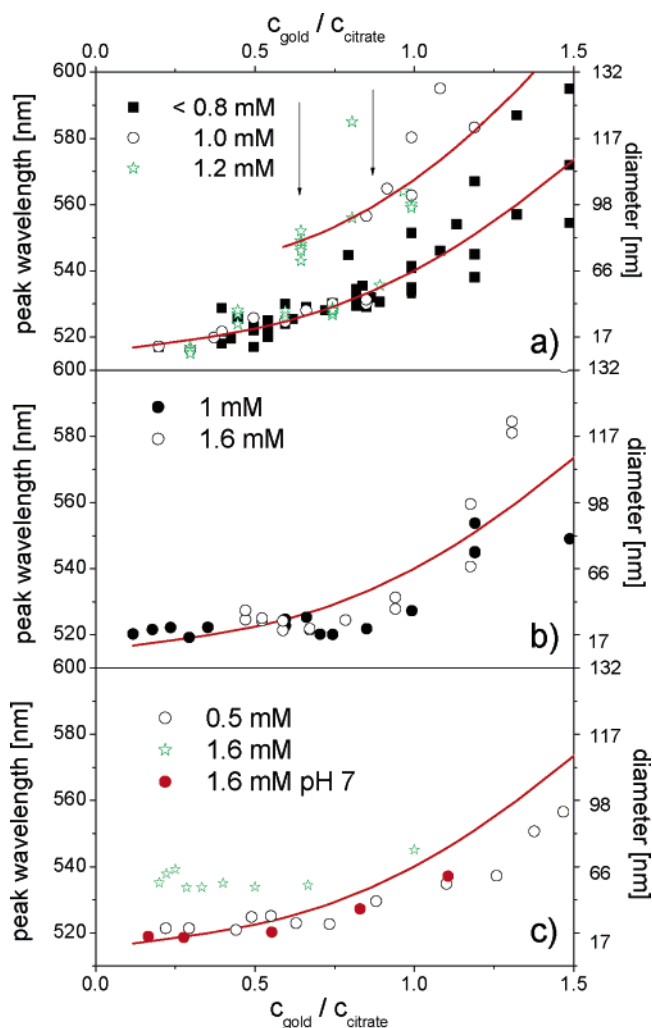 c_gold / c_citrate
0.0 0.5 1.0 1.5
peak wavelength [nm]
600
580
560
540
520
600
< 0.8 mM
1.0 mM
1.2 mM
a)
132
117
98
66
17
132
diameter [nm]
peak wavelength [nm]
580
560
540
520
600
1 mM
1.6 mM
b)
117
98
66
17
132
diameter [nm]
peak wavelength [nm]
580
560
540
520
0.5 mM
1.6 mM
1.6 mM pH 7
c)
117
98
66
17
diameter [nm]
0.0 0.5 1.0 1.5
c_gold / c_citrate